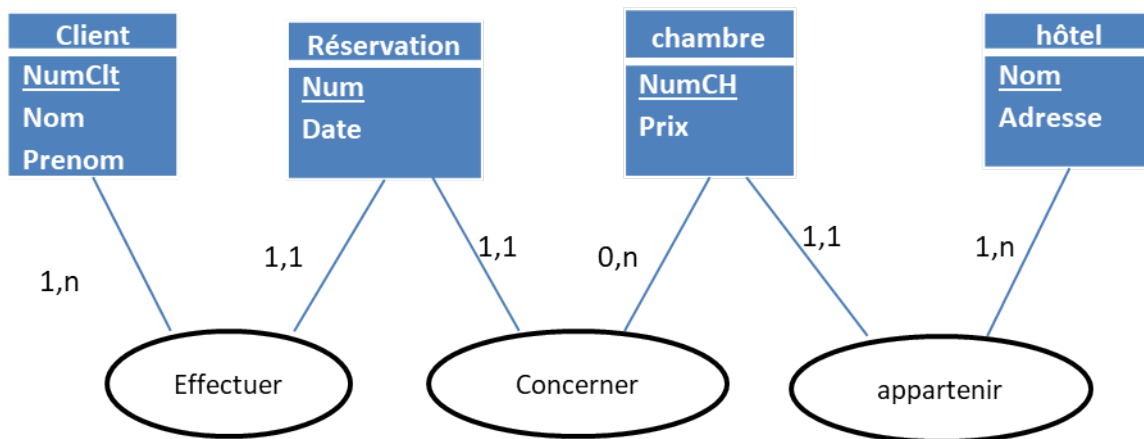 Client
NumClt
Nom
Prenom
Réservation
Num
Date
chambre
NumCH
Prix
hôtel
Nom
Adresse
1,n
1,1
1,1
0,n
1,1
1,n
Effectuer
Concerner
appartenir